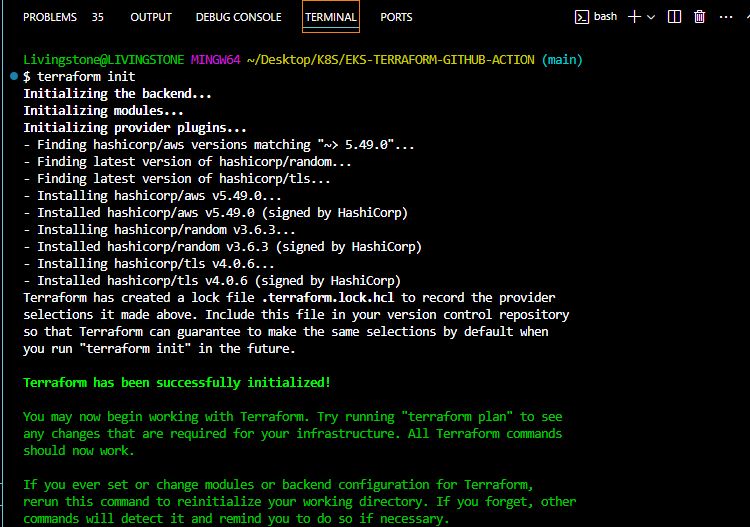 PROBLEMS 35 OUTPUT DEBUG CONSOLE TERMINAL PORTS bash
Livingstone@LIVINGSTONE MINGW64 ~/Desktop/K8S/EKS-TERRAFORM-GITHUB-ACTION (main)
$ terraform init
Initializing the backend...
Initializing modules...
Initializing provider plugins...
- Finding hashicorp/aws versions matching "~> 5.49.0"...
- Finding latest version of hashicorp/random...
- Finding latest version of hashicorp/tls...
- Installing hashicorp/aws v5.49.0...
- Installed hashicorp/aws v5.49.0 (signed by HashiCorp)
- Installing hashicorp/random v3.6.3...
- Installed hashicorp/random v3.6.3 (signed by HashiCorp)
- Installing hashicorp/tls v4.0.6...
- Installed hashicorp/tls v4.0.6 (signed by HashiCorp)
Terraform has created a lock file .terraform.lock.hcl to record the provider
selections it made above. Include this file in your version control repository
so that Terraform can guarantee to make the same selections by default when
you run "terraform init" in the future.
Terraform has been successfully initialized!
You may now begin working with Terraform. Try running "terraform plan" to see
any changes that are required for your infrastructure. All Terraform commands
should now work.
If you ever set or change modules or backend configuration for Terraform,
rerun this command to reinitialize your working directory. If you forget, other
commands will detect it and remind you to do so if necessary.